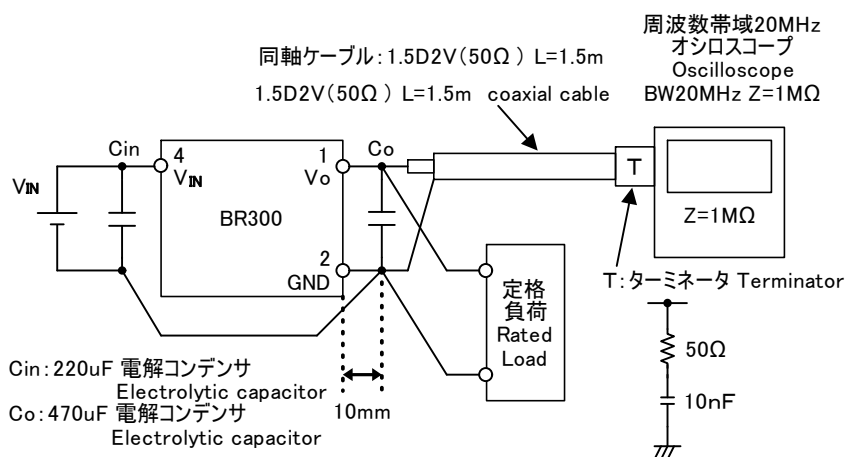 周波数帯域20MHz
オシロスコープ
Oscilloscope
BW20MHz Z=1MΩ
同軸ケーブル:1.5D2V(50Ω ) L=1.5m
1.5D2V(50Ω ) L=1.5m coaxial cable
Cin
4
VIN
1
Vo
Co
T
VIN
BR300
Z=1MΩ
2
GND
T:ターミネータ Terminator
定格
負荷
Rated
Load
50Ω
10nF
10mm
Cin:220uF 電解コンデンサ
Electrolytic capacitor
Co:470uF 電解コンデンサ
Electrolytic capacitor